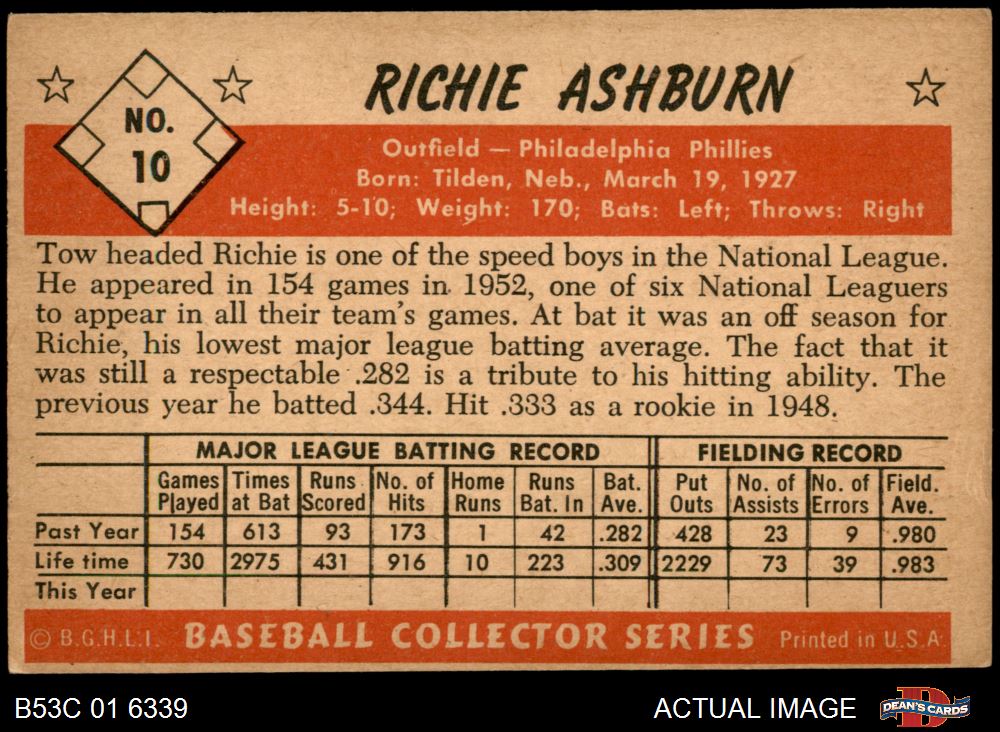 NO.
10
RICHIE ASHBURN
Outfield — Philadelphia Phillies
Born: Tilden, Neb., March 19, 1927
Height: 5-10; Weight: 170; Bats: Left; Throws: Right
Tow headed Richie is one of the speed boys in the National League.
He appeared in 154 games in 1952, one of six National Leaguers
to appear in all their team's games. At bat it was an off season for
Richie, his lowest major league batting average. The fact that it
was still a respectable .282 is a tribute to his hitting ability. The
previous year he batted .344. Hit .333 as a rookie in 1948.
MAJOR LEAGUE BATTING RECORD FIELDING RECORD
Games Times Runs No. of Home Runs Bat. Put No. of No. of Field.
Played at Bat Scored Hits Runs Bat. In Ave. Outs Assists Errors Ave.
Past Year 154 613 93 173 1 42 .282 428 23 9 .980
Life time 730 2975 431 916 10 223 .309 2229 73 39 .983
This Year
© B.G.H.L.I. BASEBALL COLLECTOR SERIES Printed in U.S.A.
B53C 01 6339 ACTUAL IMAGE D DEAN'S CARDS